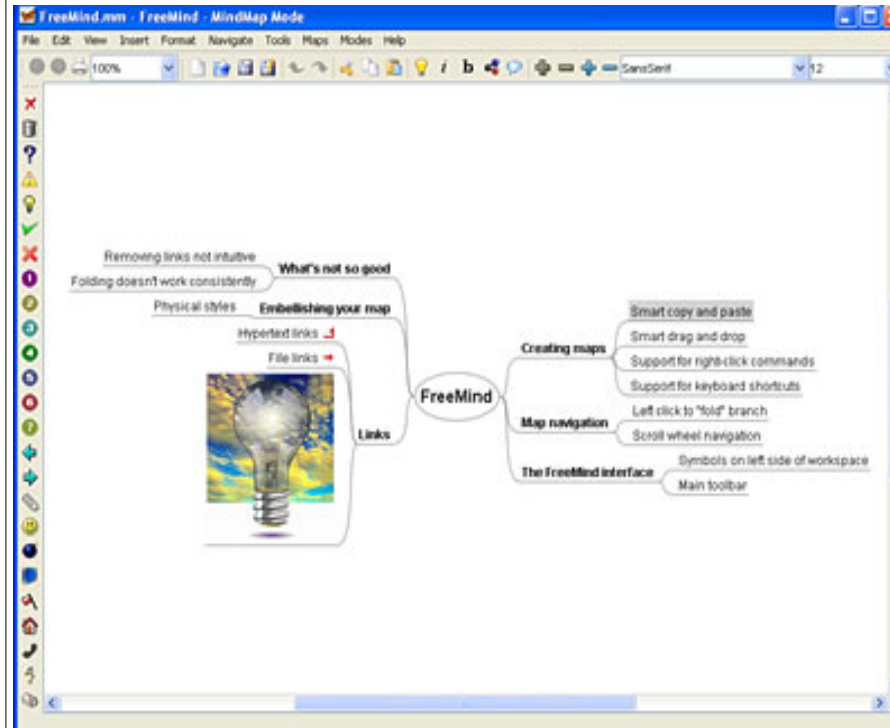 FreeMind.mm - FreeMind - MindMap Mode
File Edit View Insert Format Navigate Tools Maps Modes Help
100%
i b
SansSerif
12
Removing links not intuitive
Folding doesn't work consistently
What's not so good
Physical styles
Embellishing your map
Hypertext links
File links
Links
FreeMind
Creating maps
Smart copy and paste
Smart drag and drop
Support for right-click commands
Support for keyboard shortcuts
Map navigation
Left click to "fold" branch
Scroll wheel navigation
The FreeMind interface
Symbols on left side of workspace
Main toolbar